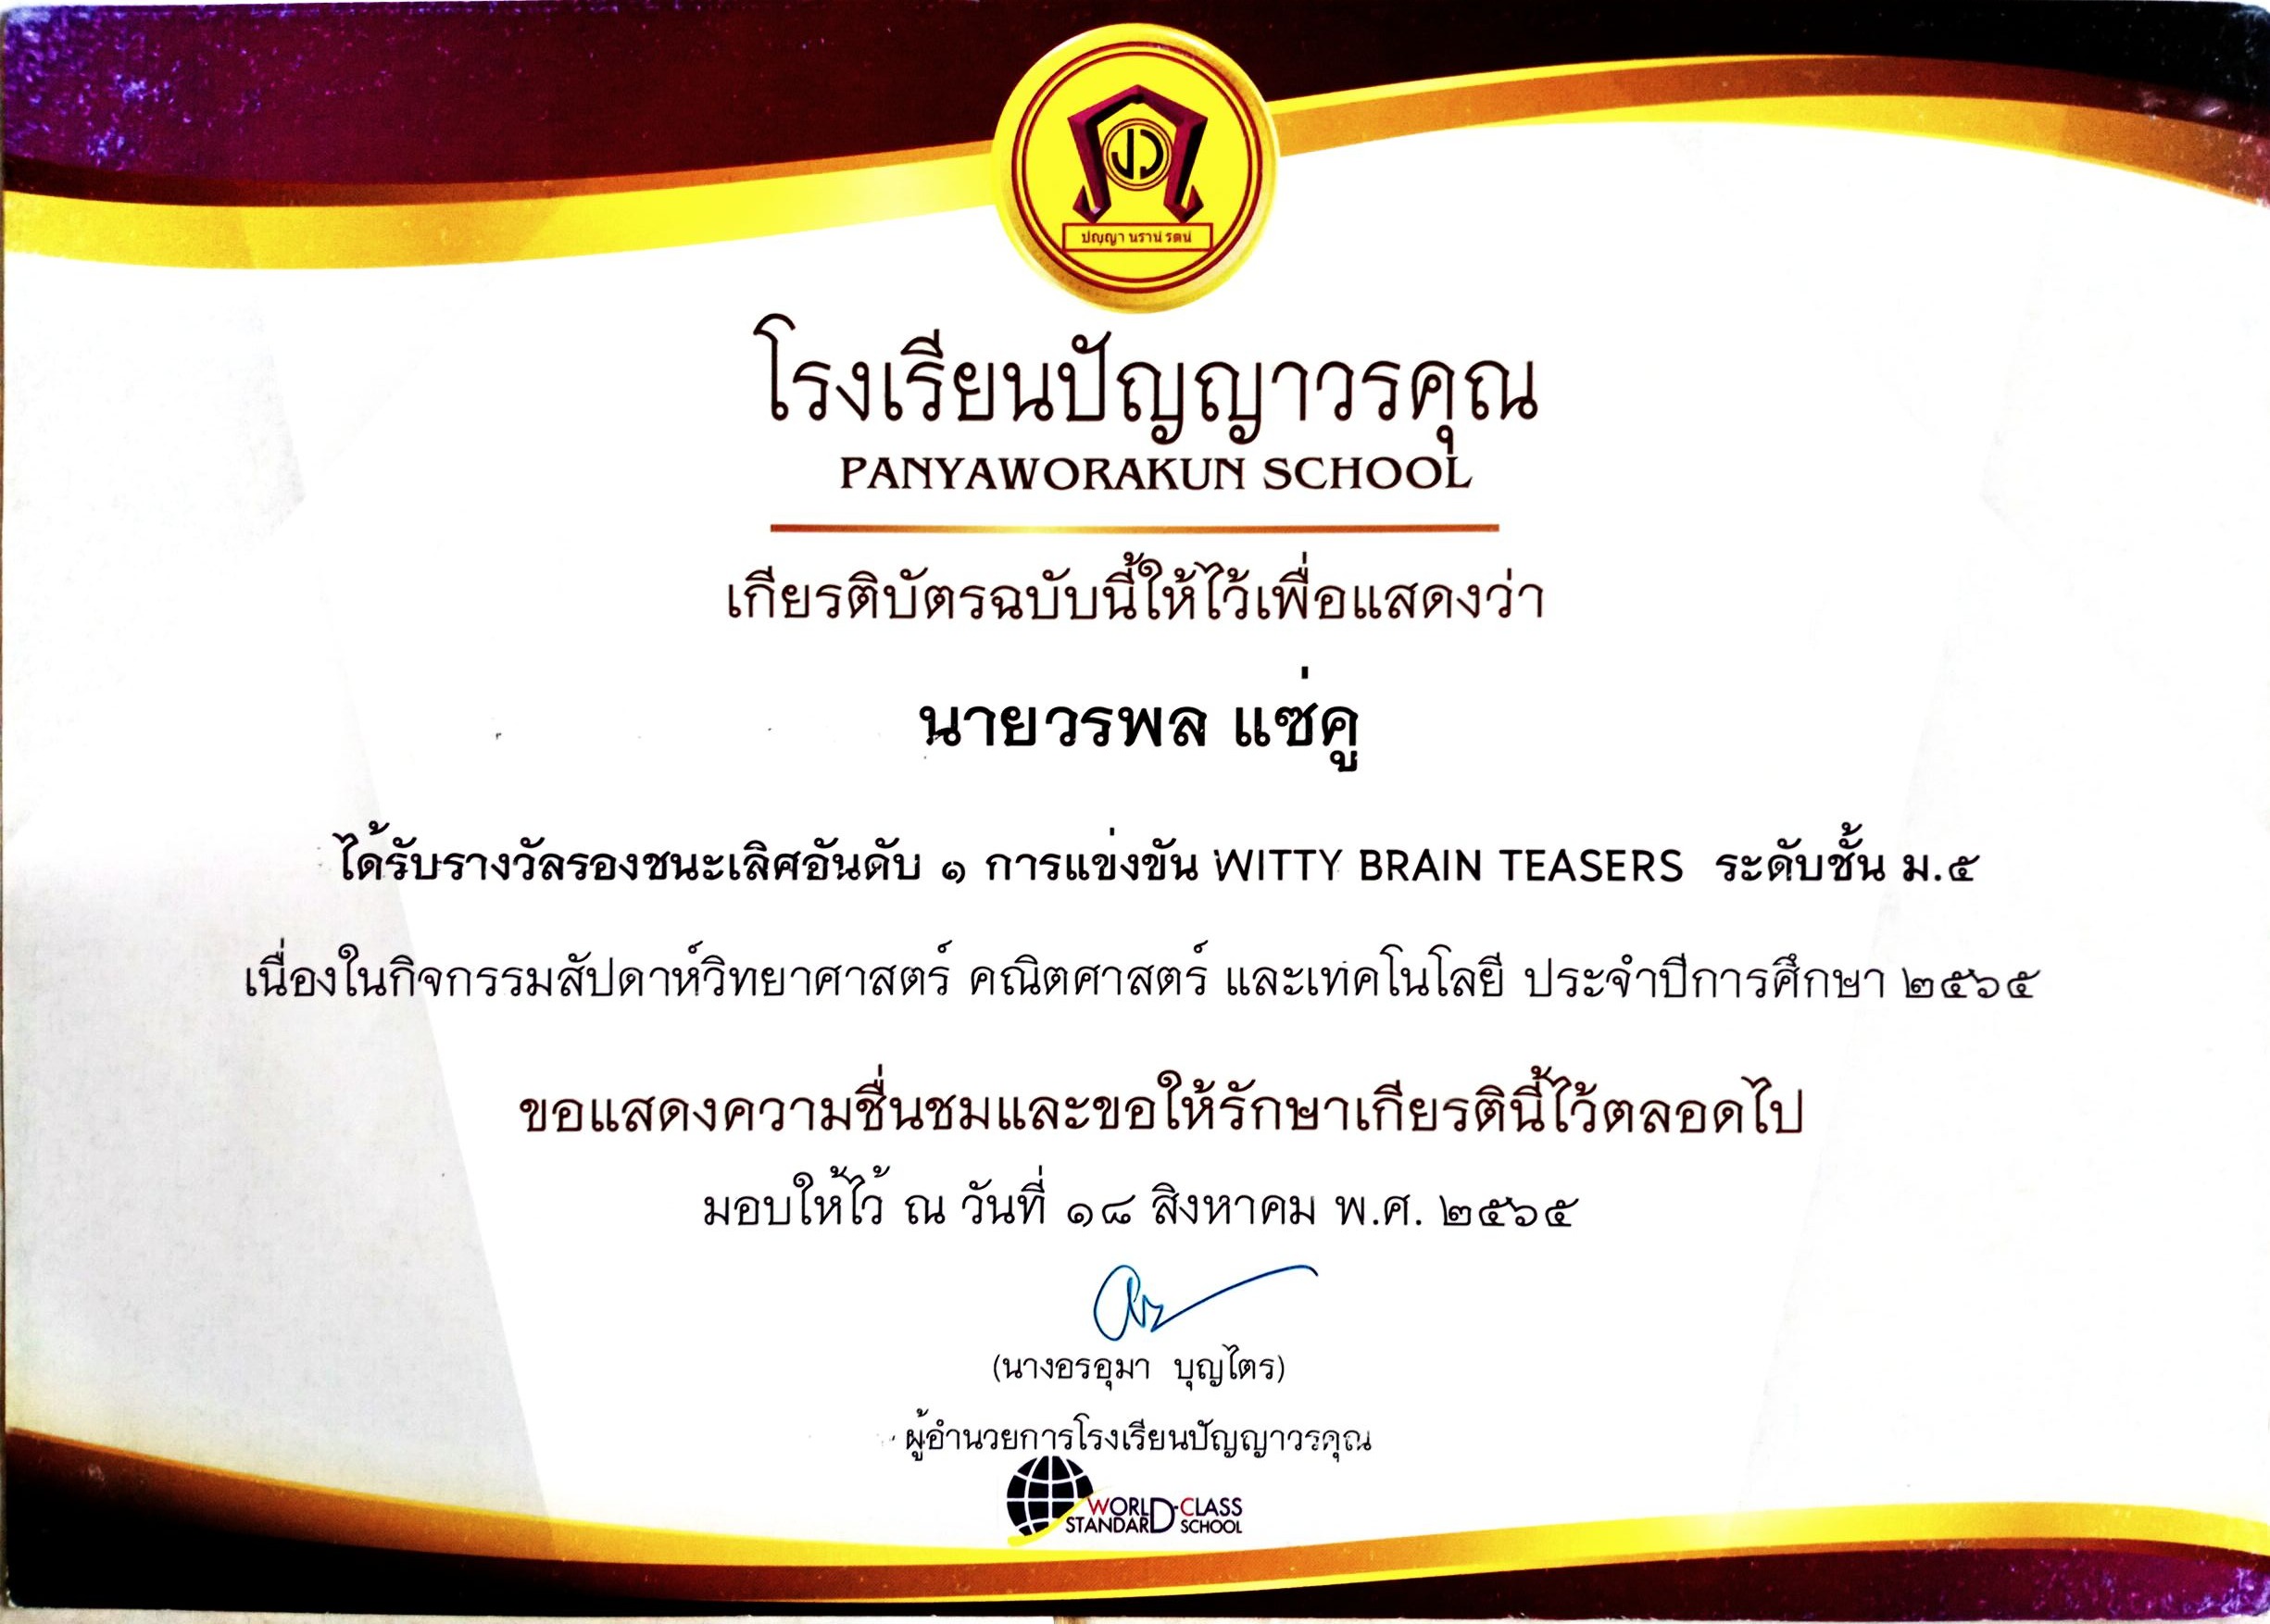 ปญฺญา นรานํ รตนํ
โรงเรียนปัญญาวรคุณ
PANYAWORAKUN SCHOOL
เกียรติบัตรฉบับนี้ให้ไว้เพื่อแสดงว่า
นายวรพล แซ่คู
ได้รับรางวัลรองชนะเลิศอันดับ ๑ การแข่งขัน WITTY BRAIN TEASERS ระดับชั้น ม.๕
เนื่องในกิจกรรมสัปดาห์วิทยาศาสตร์ คณิตศาสตร์ และเทคโนโลยี ประจำปีการศึกษา ๒๕๖๕
ขอแสดงความชื่นชมและขอให้รักษาเกียรตินี้ไว้ตลอดไป
มอบให้ไว้ ณ วันที่ ๑๘ สิงหาคม พ.ศ. ๒๕๖๕
(นางอรอุมา บุญไตร)
ผู้อำนวยการโรงเรียนปัญญาวรคุณ
WORLD-CLASS
STANDARD SCHOOL